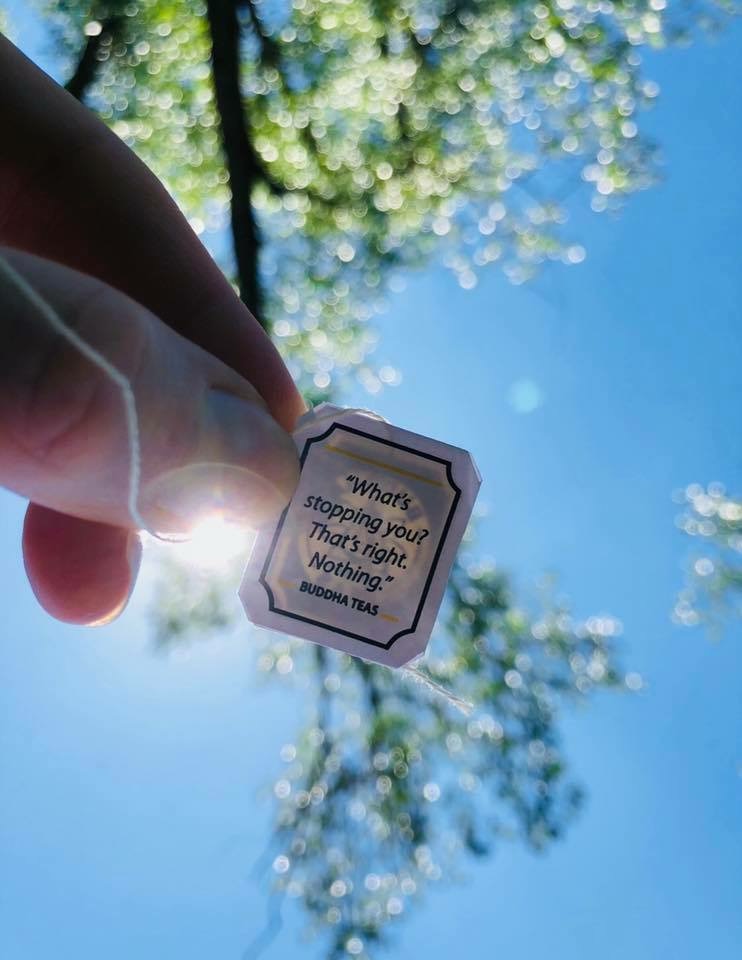 “What’s
stopping you?
That’s right.
Nothing.”
BUDDHA TEAS